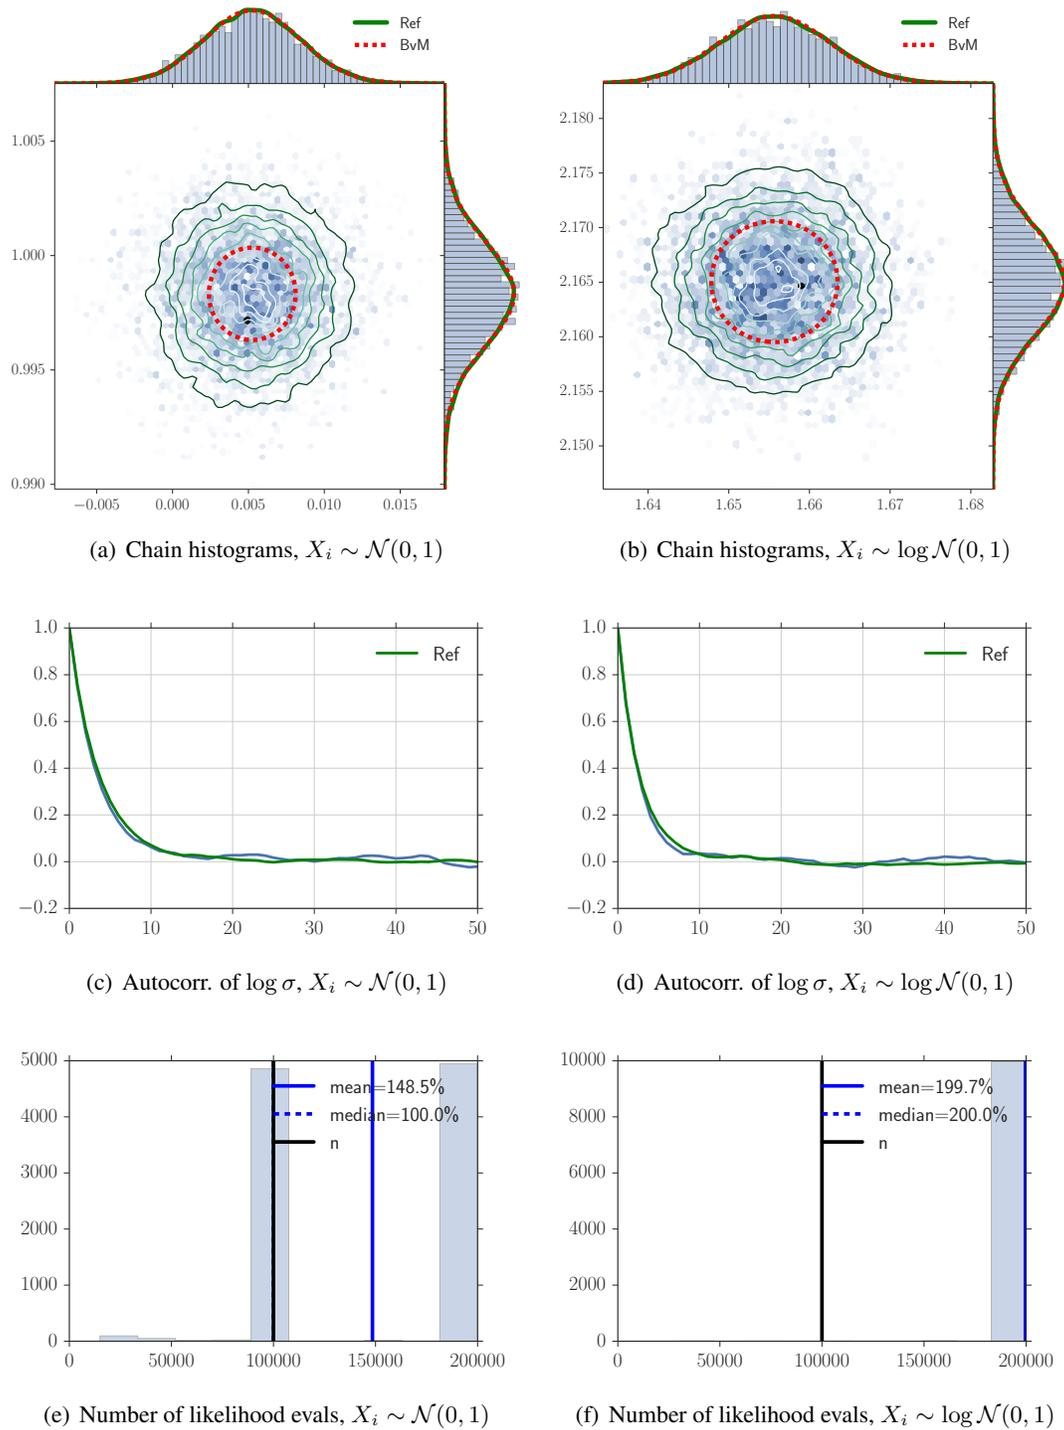 Ref
BvM
Ref
BvM
1.005
1.000
0.995
0.990
−0.005 0.000 0.005 0.010 0.015
2.180
2.175
2.170
2.165
2.160
2.155
2.150
1.64 1.65 1.66 1.67 1.68
(a) Chain histograms, X_i ∼ 𝒩(0, 1)
(b) Chain histograms, X_i ∼ log 𝒩(0, 1)
1.0
0.8
0.6
0.4
0.2
0.0
−0.2
0 10 20 30 40 50
Ref
1.0
0.8
0.6
0.4
0.2
0.0
−0.2
0 10 20 30 40 50
Ref
(c) Autocorr. of log σ, X_i ∼ 𝒩(0, 1)
(d) Autocorr. of log σ, X_i ∼ log 𝒩(0, 1)
5000
4000
3000
2000
1000
0
0 50000 100000 150000 200000
mean=148.5%
median=100.0%
n
10000
8000
6000
4000
2000
0
0 50000 100000 150000 200000
mean=199.7%
median=200.0%
n
(e) Number of likelihood evals, X_i ∼ 𝒩(0, 1)
(f) Number of likelihood evals, X_i ∼ log 𝒩(0, 1)